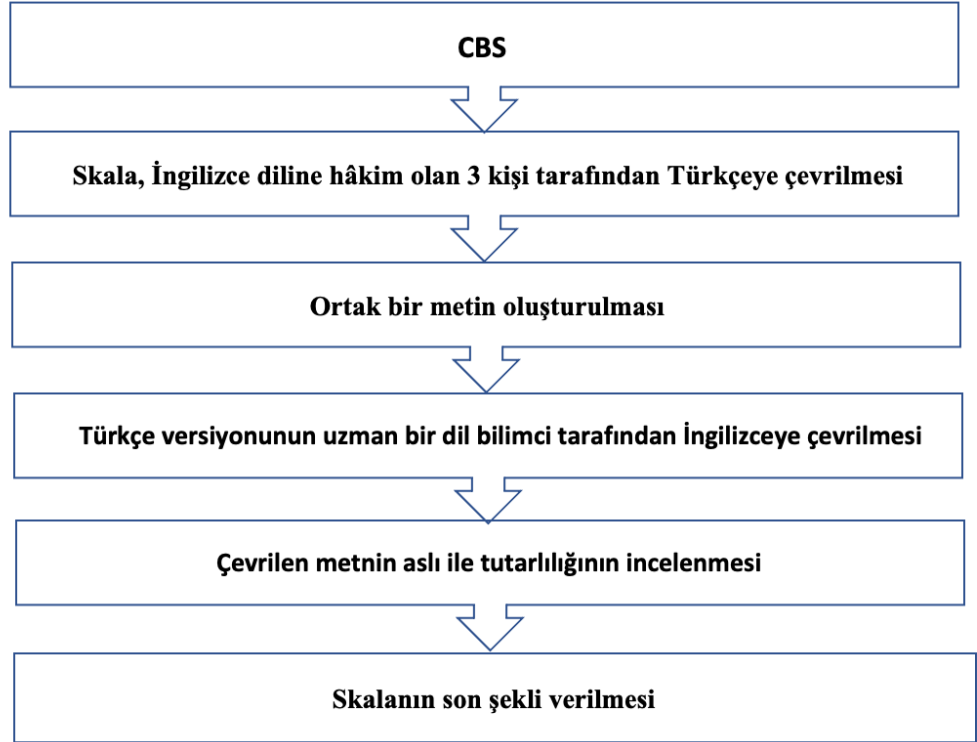 CBS
Skala, İngilizce diline hâkim olan 3 kişi tarafından Türkçeye çevrilmesi
Ortak bir metin oluşturulması
Türkçe versiyonunun uzman bir dil bilimci tarafından İngilizceye çevrilmesi
Çevrilen metnin aslı ile tutarlılığının incelenmesi
Skalanın son şekli verilmesi